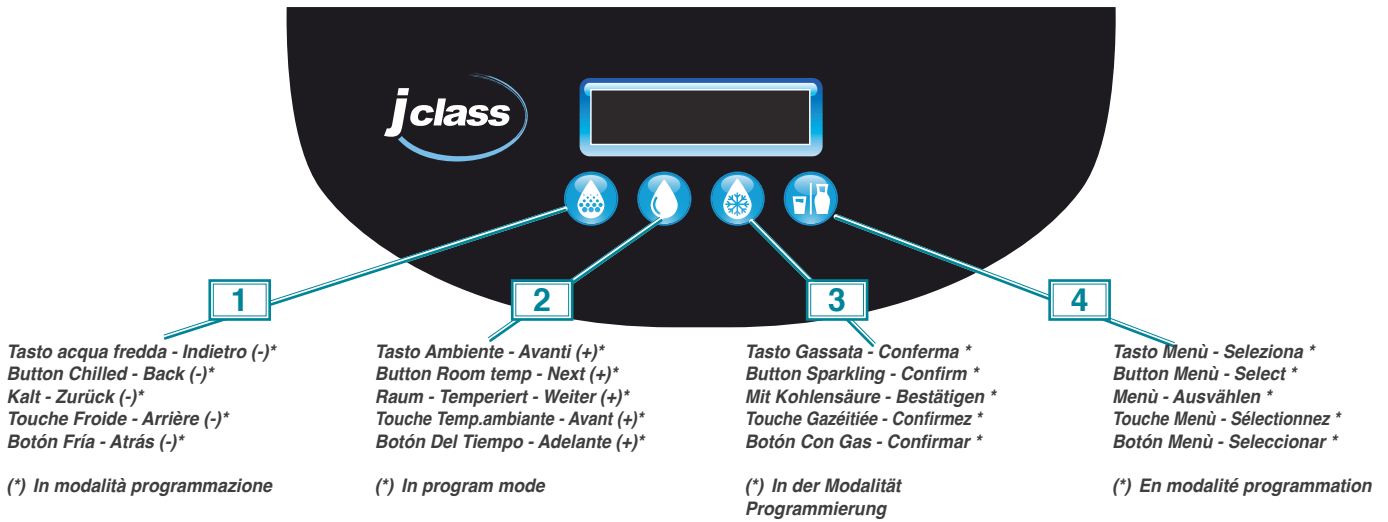 jclass
1
2
3
4
Tasto acqua fredda - Indietro (-)*
Button Chilled - Back (-)*
Kalt - Zurück (-)*
Touche Froide - Arrière (-)*
Botón Fría - Atrás (-)*
(*) In modalità programmazione
Tasto Ambiente - Avanti (+)*
Button Room temp - Next (+)*
Raum - Temperiert - Weiter (+)*
Touche Temp.ambiante - Avant (+)*
Botón Del Tiempo - Adelante (+)*
(*) In program mode
Tasto Gassata - Conferma *
Button Sparkling - Confirm *
Mit Kohlensäure - Bestätigen *
Touche Gazéitiée - Confirmez *
Botón Con Gas - Confirmar *
(*) In der Modalität
Programmierung
Tasto Menù - Seleziona *
Button Menù - Select *
Menù - Ausvählen *
Touche Menù - Sélectionnez *
Botón Menù - Seleccionar *
(*) En modalité programmation